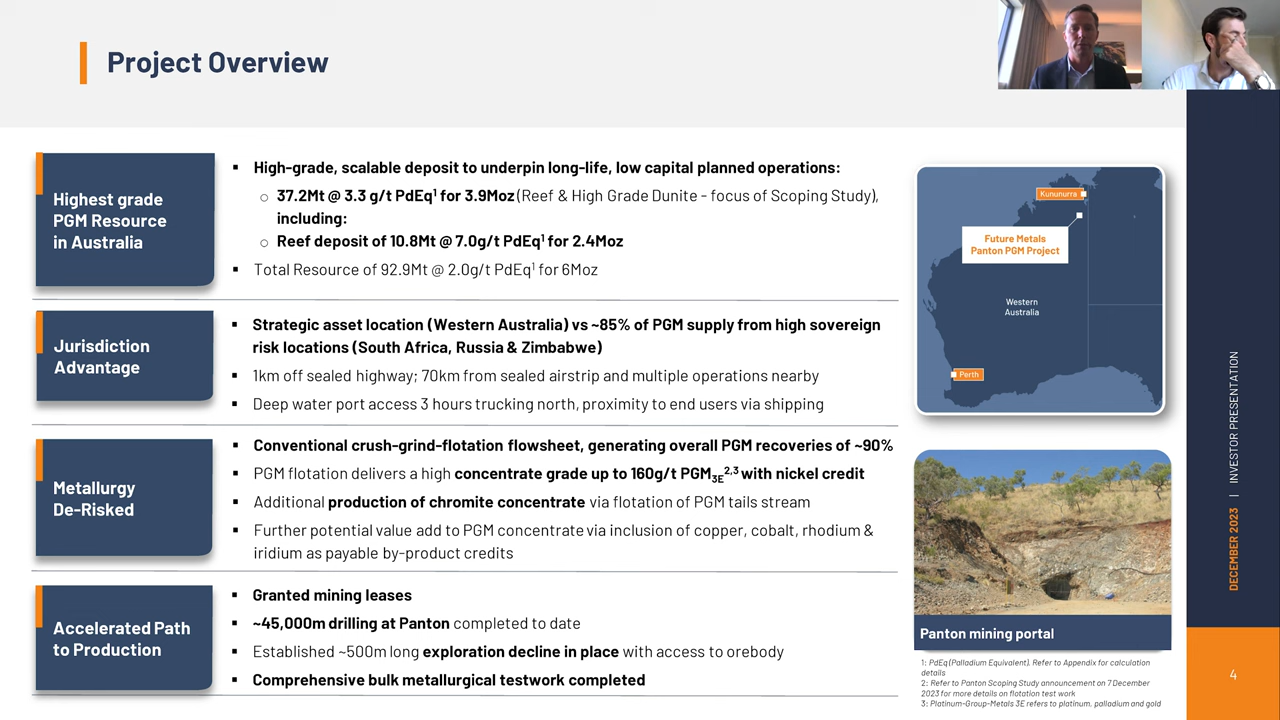 Project Overview
Highest grade
PGM Resource
in Australia
▪ High-grade, scalable deposit to underpin long-life, low capital planned operations:
○ 37.2Mt @ 3.3 g/t PdEq¹ for 3.9Moz (Reef & High Grade Dunite - focus of Scoping Study),
including:
○ Reef deposit of 10.8Mt @ 7.0g/t PdEq¹ for 2.4Moz
▪ Total Resource of 92.9Mt @ 2.0g/t PdEq¹ for 6Moz
Jurisdiction
Advantage
▪ Strategic asset location (Western Australia) vs ~85% of PGM supply from high sovereign
risk locations (South Africa, Russia & Zimbabwe)
▪ 1km off sealed highway; 70km from sealed airstrip and multiple operations nearby
▪ Deep water port access 3 hours trucking north, proximity to end users via shipping
Metallurgy
De-Risked
▪ Conventional crush-grind-flotation flowsheet, generating overall PGM recoveries of ~90%
▪ PGM flotation delivers a high concentrate grade up to 160g/t PGM3E²,³ with nickel credit
▪ Additional production of chromite concentrate via flotation of PGM tails stream
▪ Further potential value add to PGM concentrate via inclusion of copper, cobalt, rhodium &
iridium as payable by-product credits
Accelerated Path
to Production
▪ Granted mining leases
▪ ~45,000m drilling at Panton completed to date
▪ Established ~500m long exploration decline in place with access to orebody
▪ Comprehensive bulk metallurgical testwork completed
Kununurra
Future Metals
Panton PGM Project
Western
Australia
Perth
Panton mining portal
1: PdEq (Palladium Equivalent). Refer to Appendix for calculation
details
2: Refer to Panton Scoping Study announcement on 7 December
2023 for more details on flotation test work
3: Platinum-Group-Metals 3E refers to platinum, palladium and gold
DECEMBER 2023 | INVESTOR PRESENTATION
4